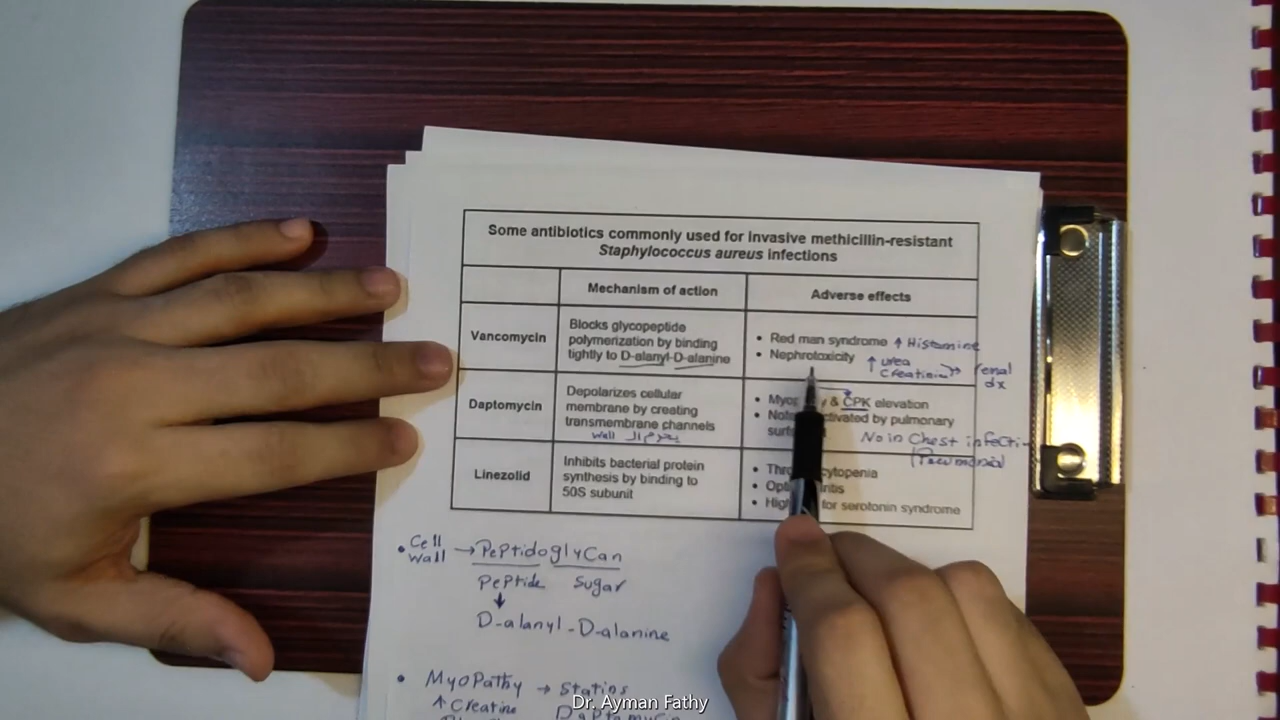 Some antibiotics commonly used for invasive methicillin-resistant
Staphylococcus aureus infections
Mechanism of action
Adverse effects
Vancomycin
Blocks glycopeptide
polymerization by binding
tightly to D-alanyl-D-alanine
• Red man syndrome ↑ Histamine
• Nephrotoxicity ↑ urea
Creatinin
renal
dx
Daptomycin
Depolarizes cellular
membrane by creating
transmembrane channels
wall
& CPK elevation
by pulmonary
No in Chest
Pneumonia
Linezolid
Inhibits bacterial protein
synthesis by binding to
50S subunit
for serotonin syndrome
• Cell
wall → Peptidoglycan
Peptide Sugar
↓
D-alanyl-D-alanine
• Myopathy → Statins
↑ Creatine Daptamycin
Dr. Ayman Fathy